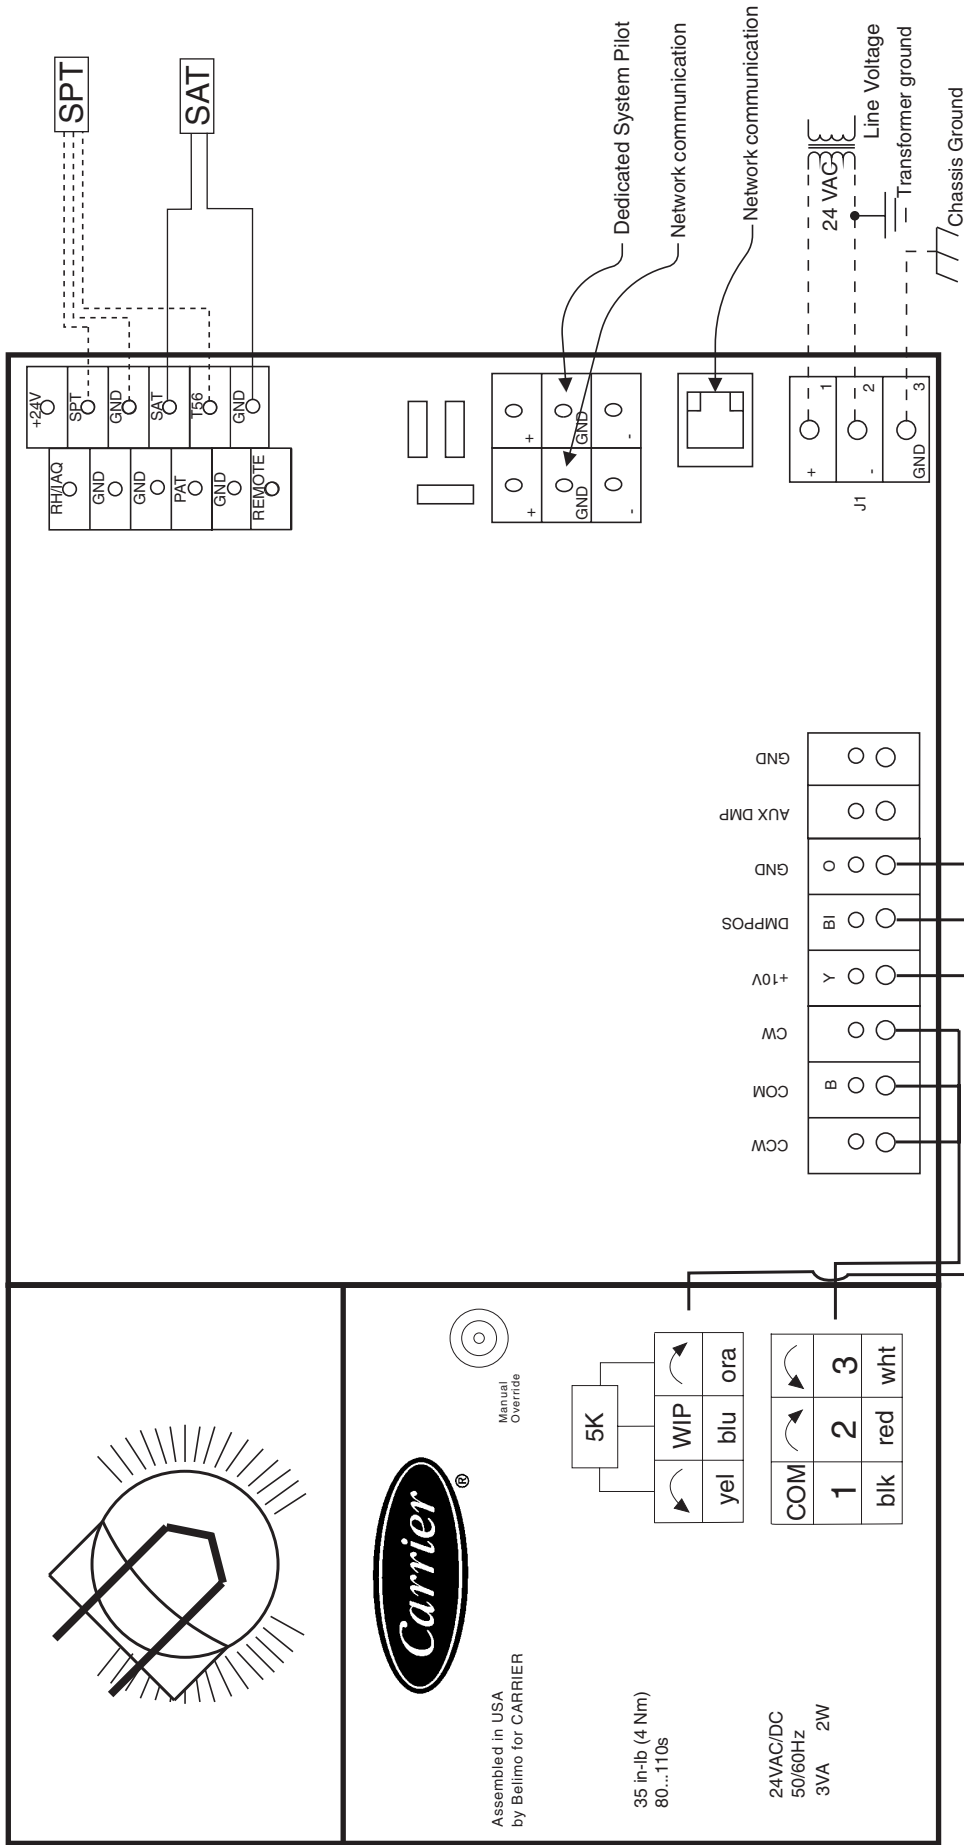 SPT
SAT
+24V
SPT
GND
SAT
T56
GND
RH/IAQ
GND
GND
PAT
GND
REMOTE
Dedicated System Pilot
Network communication
Network communication
+
GND
-
+
GND
-
24 VAC
Line Voltage
Transformer ground
Chassis Ground
+
1
-
2
GND
3
J1
GND
AUX DMP
GND
DMPPOS
+10V
CW
COM
CCW
O
Bl
Y
B
Manual
Override
Carrier
®
5K
WIP
yel
blu
ora
COM
1
2
3
blk
red
wht
Assembled in USA
by Belimo for CARRIER
35 in-lb (4 Nm)
80...110s
24VAC/DC
50/60Hz
3VA 2W